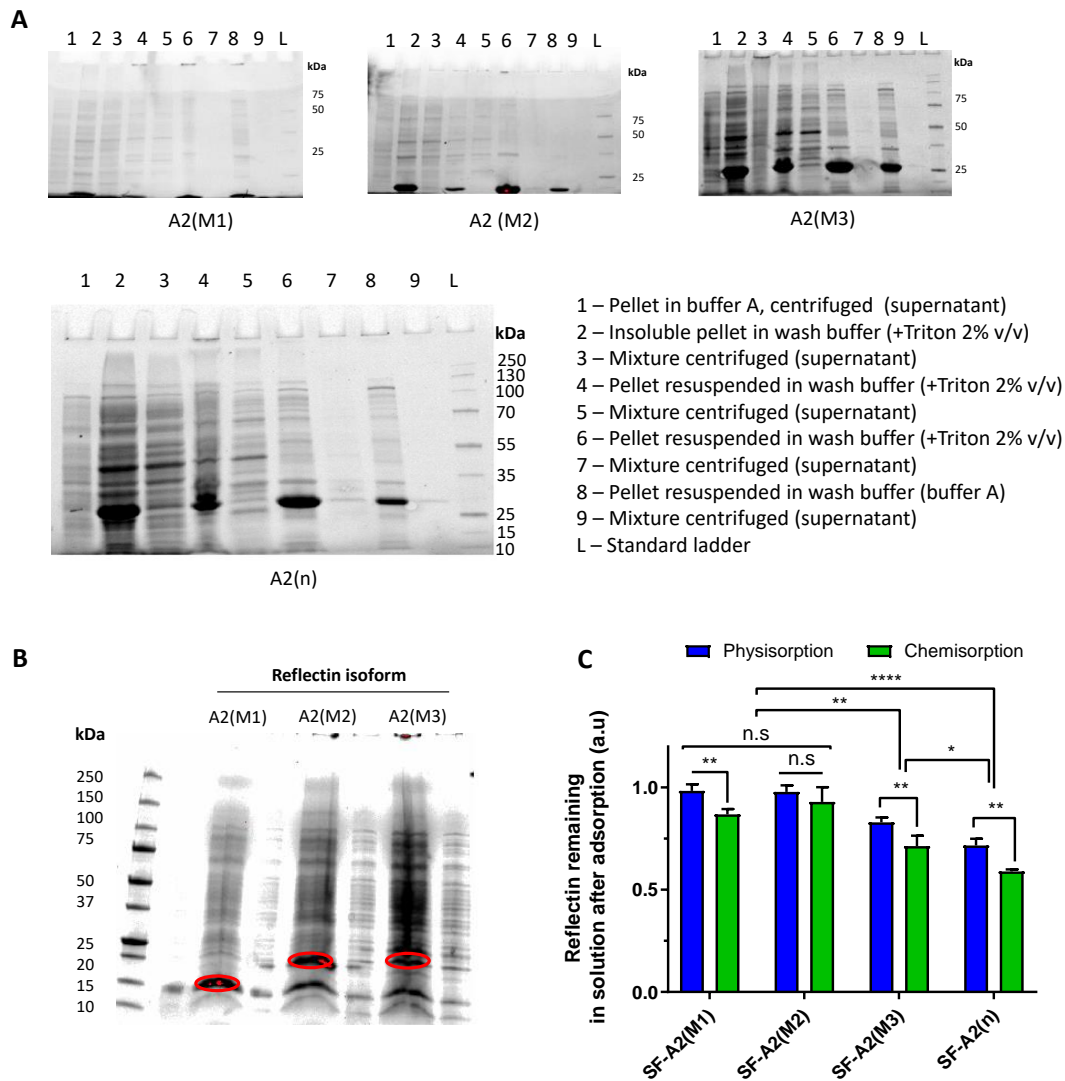 A
1 2 3 4 5 6 7 8 9 L
kDa
75
50
25
A2(M1)
1 2 3 4 5 6 7 8 9 L
kDa
75
50
25
A2 (M2)
1 2 3 4 5 6 7 8 9 L
kDa
75
50
25
A2(M3)
1 2 3 4 5 6 7 8 9 L
kDa
250
130
100
70
55
35
25
15
10
A2(n)
1 – Pellet in buffer A, centrifuged (supernatant)
2 – Insoluble pellet in wash buffer (+Triton 2% v/v)
3 – Mixture centrifuged (supernatant)
4 – Pellet resuspended in wash buffer (+Triton 2% v/v)
5 – Mixture centrifuged (supernatant)
6 – Pellet resuspended in wash buffer (+Triton 2% v/v)
7 – Mixture centrifuged (supernatant)
8 – Pellet resuspended in wash buffer (buffer A)
9 – Mixture centrifuged (supernatant)
L – Standard ladder
B
Reflectin isoform
A2(M1) A2(M2) A2(M3)
kDa
250
150
100
75
50
37
25
20
15
10
C
Physisorption Chemisorption
****
**
n.s
*
**
n.s
**
**
Reflectin remaining
in solution after adsorption (a.u)
1.0
0.5
0.0
SF-A2(M1)
SF-A2(M2)
SF-A2(M3)
SF-A2(n)